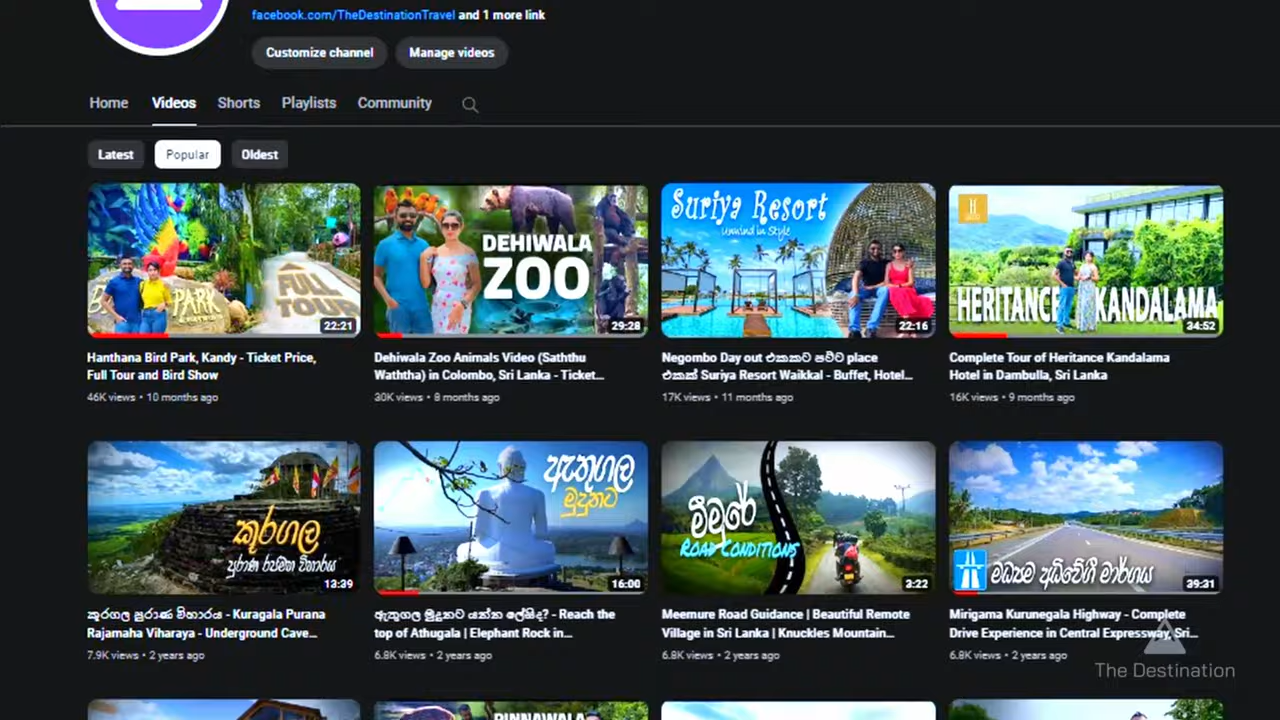 facebook.com/TheDestinationTravel and 1 more link
Customize channel Manage videos
Home Videos Shorts Playlists Community
Latest Popular Oldest
FULL TOUR
22:21
DEHIWALA
ZOO
29:28
Suriya Resort
Unwind in Style
22:16
HERITANCE KANDALAMA
34:52
Hanthana Bird Park, Kandy - Ticket Price,
Full Tour and Bird Show
46K views • 10 months ago
Dehiwala Zoo Animals Video (Saththu
Waththa) in Colombo, Sri Lanka - Ticket...
30K views • 8 months ago
Negombo Day out එකකට පට්ට place
එකක් Suriya Resort Waikkal - Buffet, Hotel...
17K views • 11 months ago
Complete Tour of Heritance Kandalama
Hotel in Dambulla, Sri Lanka
16K views • 9 months ago
කූරගල
පුරාණ රජමහා විහාරය
13:39
ඇතුගල
මුදුනට
16:00
මීමුරේ
ROAD CONDITIONS
3:22
මධ්‍යම අධිවේගී මාර්ගය
39:31
කූරගල පුරාණ විහාරය - Kuragala Purana
Rajamaha Viharaya - Underground Cave...
7.9K views • 2 years ago
ඇතුගල මුදුනට යන්න ලේසිද? - Reach the
top of Athugala | Elephant Rock in...
6.8K views • 2 years ago
Meemure Road Guidance | Beautiful Remote
Village in Sri Lanka | Knuckles Mountain...
6.8K views • 2 years ago
Mirigama Kurunegala Highway - Complete
Drive Experience in Central Expressway, Sri...
6.8K views • 2 years ago
The Destination
PINNAWALA